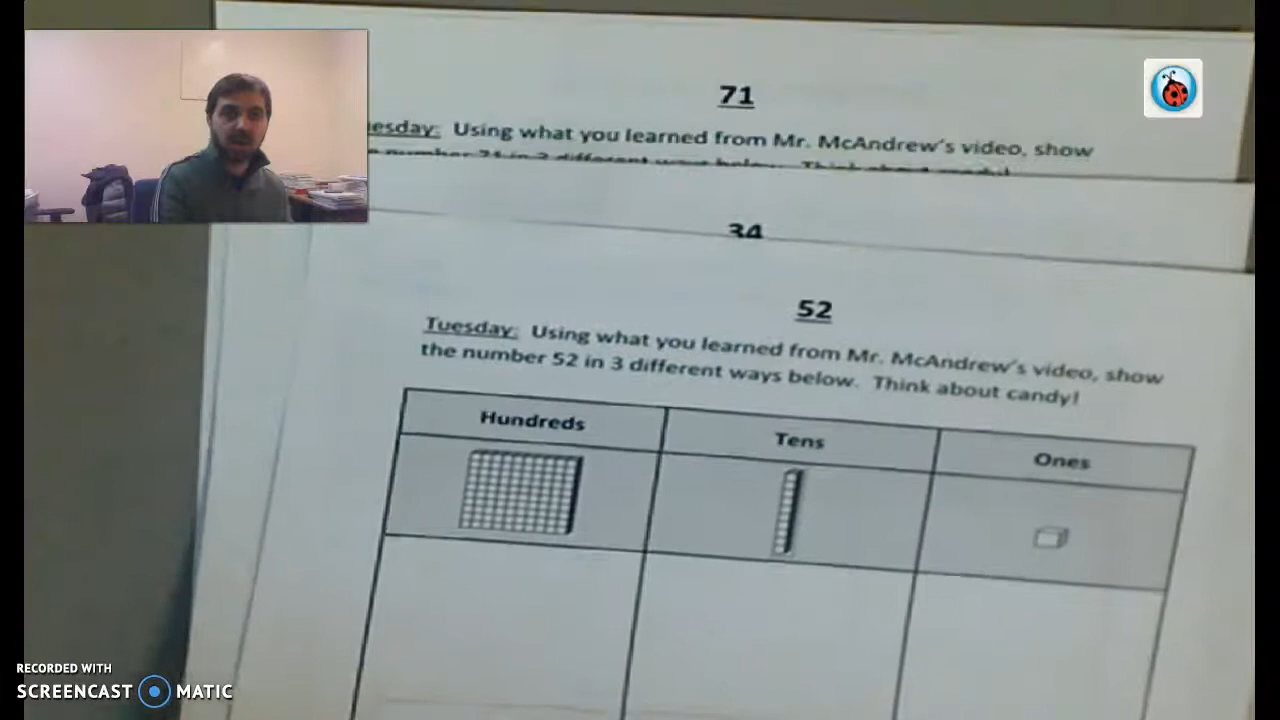 71
Tuesday: Using what you learned from Mr. McAndrew's video, show
34
52
Tuesday: Using what you learned from Mr. McAndrew's video, show
the number 52 in 3 different ways below. Think about candy!
Hundreds
Tens
Ones
RECORDED WITH
SCREENCAST MATIC